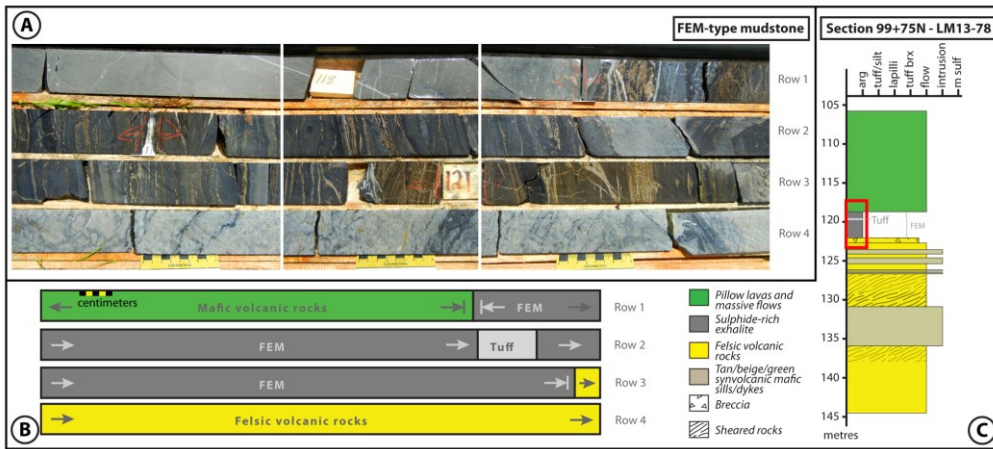 A
FEM-type mudstone
118
121
Row 1
Row 2
Row 3
Row 4
centimeters
Mafic volcanic rocks
FEM
Row 1
FEM
Tuff
Row 2
FEM
Row 3
Felsic volcanic rocks
Row 4
B
Pillow lavas and
massive flows
Sulphide-rich
exhalite
Felsic volcanic
rocks
Tan/beige/green
synvolcanic mafic
sills/dykes
Breccia
Sheared rocks
Section 99+75N - LM13-78
arg
tuff/silt
lapilli
tuff brx
flow
intrusion
m sulf
105
110
115
120
125
130
135
140
145
metres
Tuff
FEM
C